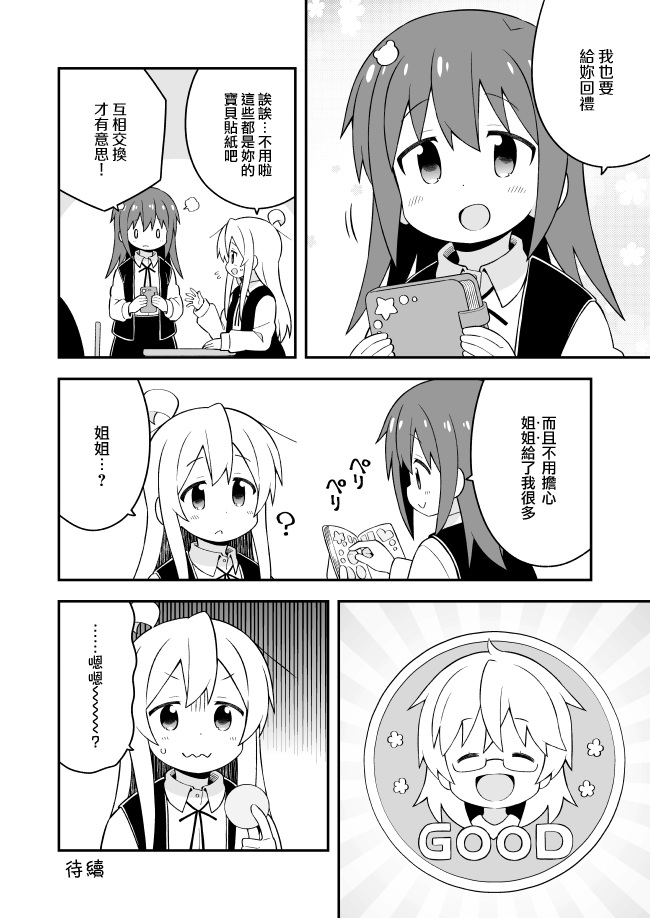 我也要
給妳回禮
誒誒…不用啦
這些都是妳的
寶貝貼紙吧
互相交換
才有意思！
而且不用擔心
姐姐給了我很多
ペリ
ペリ
？
姐姐…？
GOOD
……嗯嗯～～～～？
待續